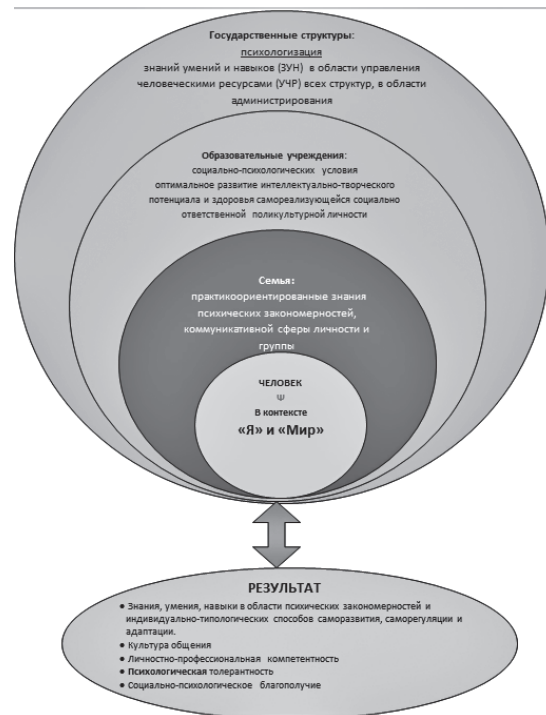 Государственные структуры:
психологизация
знаний умений и навыков (ЗУН) в области управления
человеческими ресурсами (УЧР) всех структур, в области
администрирования
Образовательные учреждения:
социально-психологических условия
оптимальное развитие интеллектуально-творческого
потенциала и здоровья самореализующейся социально
ответственной поликультурной личности
Семья:
практикоориентированные знания
психических закономерностей,
коммуникативной сферы личности и
группы
ЧЕЛОВЕК
Ψ
В контексте
«Я» и «Мир»
РЕЗУЛЬТАТ
• Знания, умения, навыки в области психических закономерностей и
индивидуально-типологических способов саморазвития, саморегуляции и
адаптации.
• Культура общения
• Личностно-профессиональная компетентность
• Психологическая толерантность
• Социально-психологическое благополучие